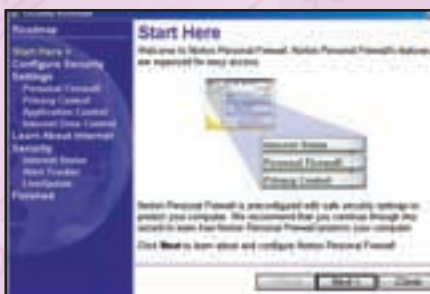 Security Assistant
Roadmap
Start Here
Configure Security
Settings
Personal Firewall
Privacy Control
Application Control
Internet Zone Control
Learn About Internet
Security
Internet Status
Alert Tracker
LiveUpdate
Finished
Start Here
Welcome to Norton Personal Firewall. Norton Personal Firewall's features
are organized for easy access.
Internet Status
Personal Firewall
Privacy Control
Norton Personal Firewall is preconfigured with safe security settings to
protect your computer. We recommend that you continue through this
wizard to learn how Norton Personal Firewall protects your computer.
Click Next to learn about and configure Norton Personal Firewall.
Next >
Close